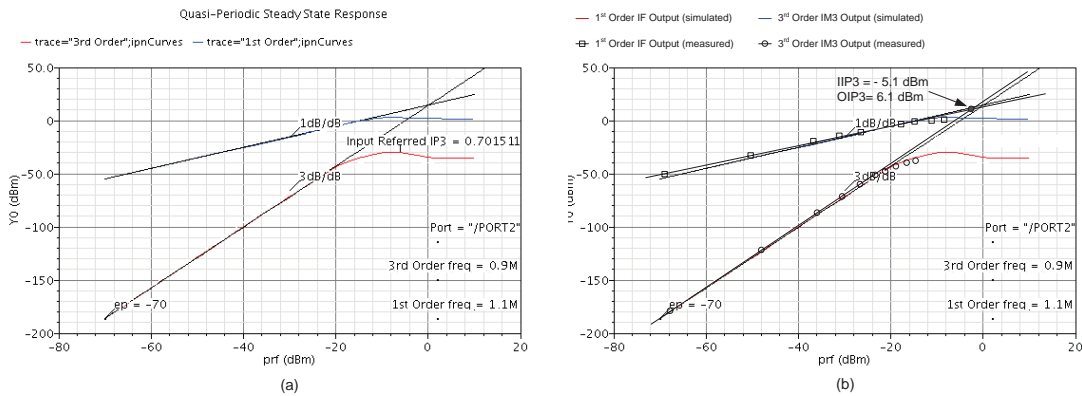 Quasi-Periodic Steady State Response
trace="3rd Order";ipnCurves trace="1st Order";ipnCurves
50.0
0
-50.0
-100
-150
-200
Y0 (dBm)
1dB/dB
Input Referred IP3 = 0.701511
3dB/dB
Port = "/PORT2"
3rd Order freq = 0.9M
ep = -70
1st Order freq = 1.1M
-80 -60 -40 -20 0 20
prf (dBm)
(a)
1st Order IF Output (simulated) 3rd Order IM3 Output (simulated)
1st Order IF Output (measured) 3rd Order IM3 Output (measured)
50.0
0
-50.0
-100
-150
-200
Y0 (dBm)
IIP3 = - 5.1 dBm
OIP3= 6.1 dBm
1dB/dB
3dB/dB
Port = "/PORT2"
3rd Order freq = 0.9M
ep = -70
1st Order freq = 1.1M
-80 -60 -40 -20 0 20
prf (dBm)
(b)